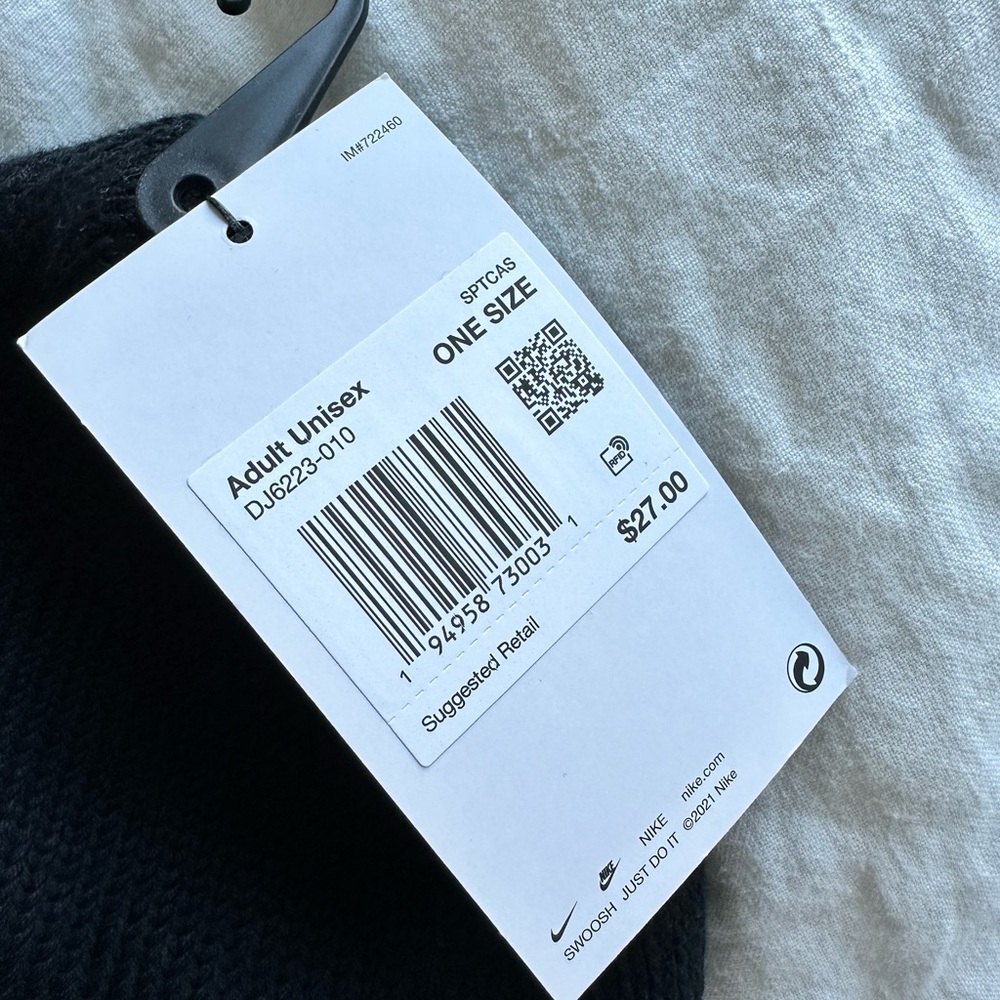 IM#722460
SPTCAS
ONE SIZE
Adult Unisex
DJ6223-010
RFID
1 94958 73003 1
$27.00
Suggested Retail
NIKE nike.com
NIKE
SWOOSH JUST DO IT ©2021 Nike